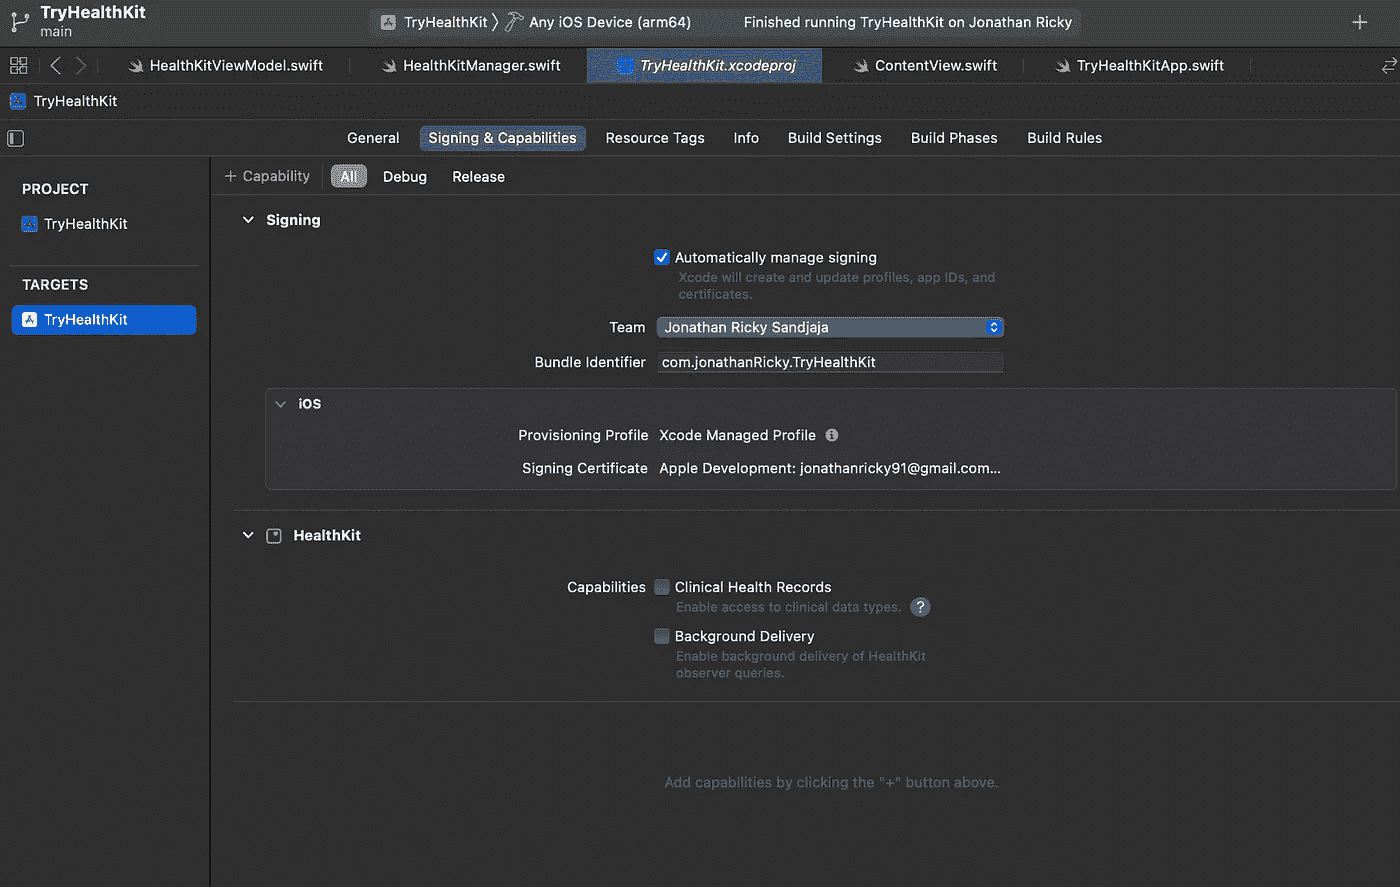 TryHealthKit
main
TryHealthKit 〉 Any iOS Device (arm64) Finished running TryHealthKit on Jonathan Ricky
HealthKitViewModel.swift HealthKitManager.swift TryHealthKit.xcodeproj ContentView.swift TryHealthKitApp.swift
TryHealthKit
General Signing & Capabilities Resource Tags Info Build Settings Build Phases Build Rules
+ Capability All Debug Release
PROJECT
TryHealthKit
TARGETS
TryHealthKit
Signing
Automatically manage signing
Xcode will create and update profiles, app IDs, and
certificates.
Team Jonathan Ricky Sandjaja
Bundle Identifier com.jonathanRicky.TryHealthKit
iOS
Provisioning Profile Xcode Managed Profile
Signing Certificate Apple Development: jonathanricky91@gmail.com...
HealthKit
Capabilities Clinical Health Records
Enable access to clinical data types. ?
Background Delivery
Enable background delivery of HealthKit
observer queries.
Add capabilities by clicking the "+" button above.